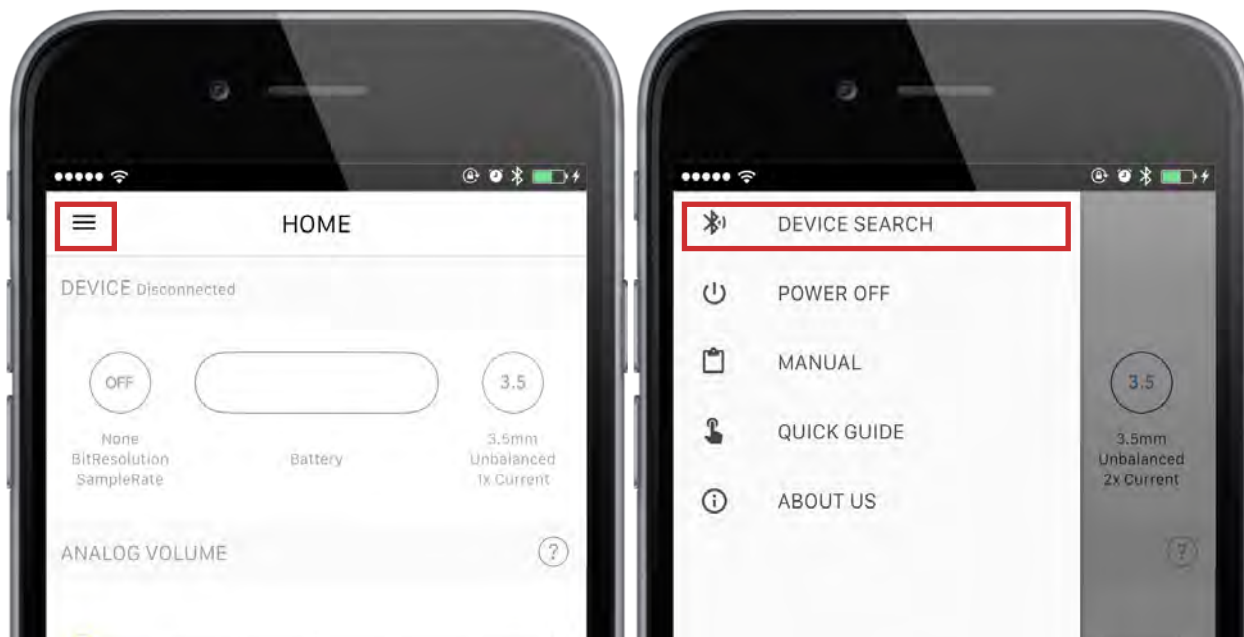 HOME
DEVICE Disconnected
OFF
3.5
None
BitResolution
SampleRate
Battery
3.5mm
Unbalanced
1x Current
ANALOG VOLUME
?
DEVICE SEARCH
POWER OFF
MANUAL
QUICK GUIDE
ABOUT US
3.5
3.5mm
Unbalanced
2x Current
?